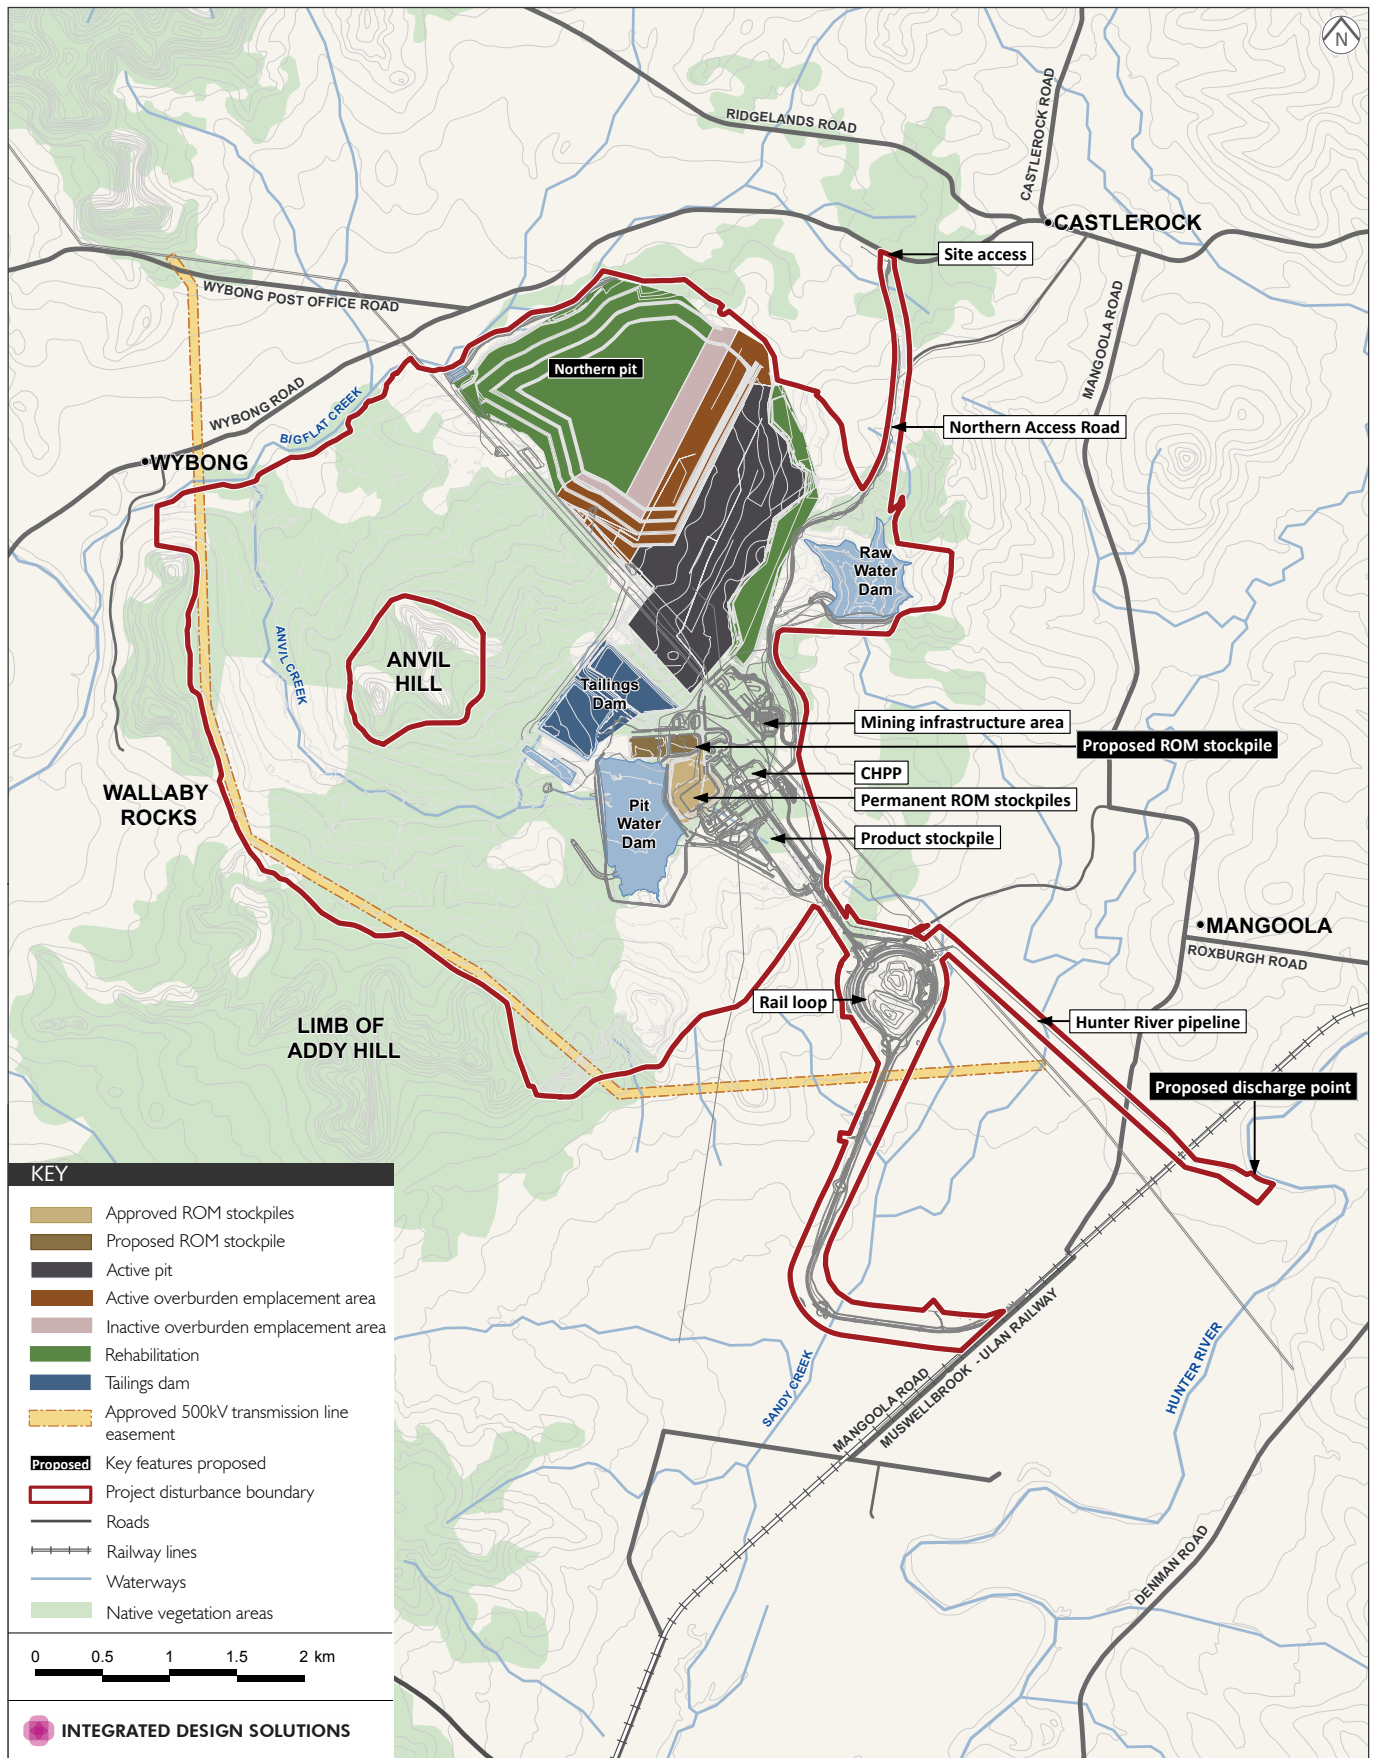 N
RIDGELANDS ROAD
CASTLEROCK ROAD
CASTLEROCK
Site access
WYBONG POST OFFICE ROAD
MANGOOLA ROAD
Northern pit
WYBONG ROAD
BIGFLAT CREEK
Northern Access Road
WYBONG
Raw
Water
Dam
ANVIL CREEK
ANVIL
HILL
Tailings
Dam
Mining infrastructure area
Proposed ROM stockpile
CHPP
WALLABY
ROCKS
Permanent ROM stockpiles
Pit
Water
Dam
Product stockpile
MANGOOLA
ROXBURGH ROAD
Rail loop
Hunter River pipeline
LIMB OF
ADDY HILL
Proposed discharge point
MANGOOLA ROAD
MUSWELLBROOK - ULAN RAILWAY
SANDY CREEK
HUNTER RIVER
DENMAN ROAD
KEY
Approved ROM stockpiles
Proposed ROM stockpile
Active pit
Active overburden emplacement area
Inactive overburden emplacement area
Rehabilitation
Tailings dam
Approved 500kV transmission line
easement
Proposed Key features proposed
Project disturbance boundary
Roads
Railway lines
Waterways
Native vegetation areas
0 0.5 1 1.5 2 km
INTEGRATED DESIGN SOLUTIONS